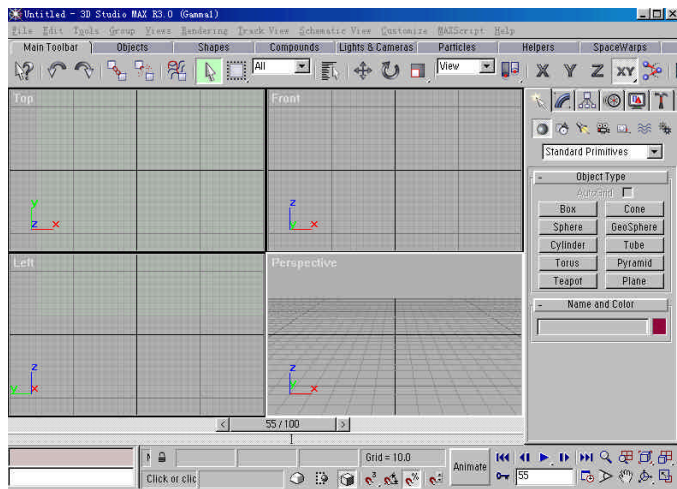 Untitled - 3D Studio MAX R3.0 (Gamma1)
File Edit Tools Group Views Rendering Track View Schematic View Customize MAXScript Help
Main Toolbar Objects Shapes Compounds Lights & Cameras Particles Helpers SpaceWarps
All View X Y Z XY
Top Front
y z x z y x
Standard Primitives
- Object Type
AutoGrid
Box Cone
Sphere GeoSphere
Cylinder Tube
Torus Pyramid
Teapot Plane
- Name and Color
Left Perspective
z y x z y x
< 55 / 100 >
Grid = 10.0
Animate
Click or clic
3 %
55